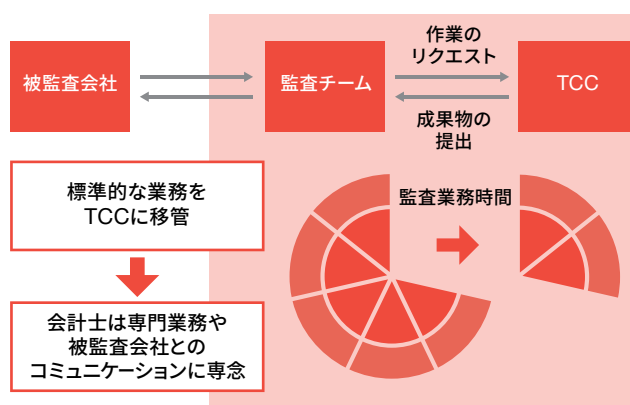 被監査会社
監査チーム
作業の
リクエスト
TCC
成果物の
提出
標準的な業務を
TCCに移管
監査業務時間
会計士は専門業務や
被監査会社との
コミュニケーションに専念